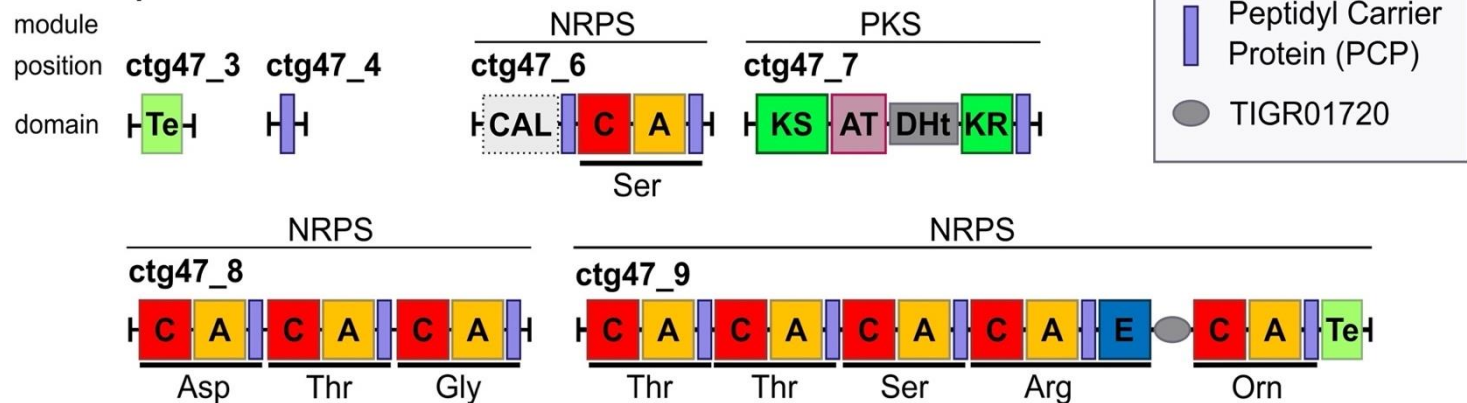 module NRPS PKS
position ctg47_3 ctg47_4 ctg47_6 ctg47_7
domain Te CAL C A KS AT DHt KR
Ser
Peptidyl Carrier
Protein (PCP)
TIGR01720
NRPS NRPS
ctg47_8 ctg47_9
C A C A C A C A C A C A C A E C A Te
Asp Thr Gly Thr Thr Ser Arg Orn